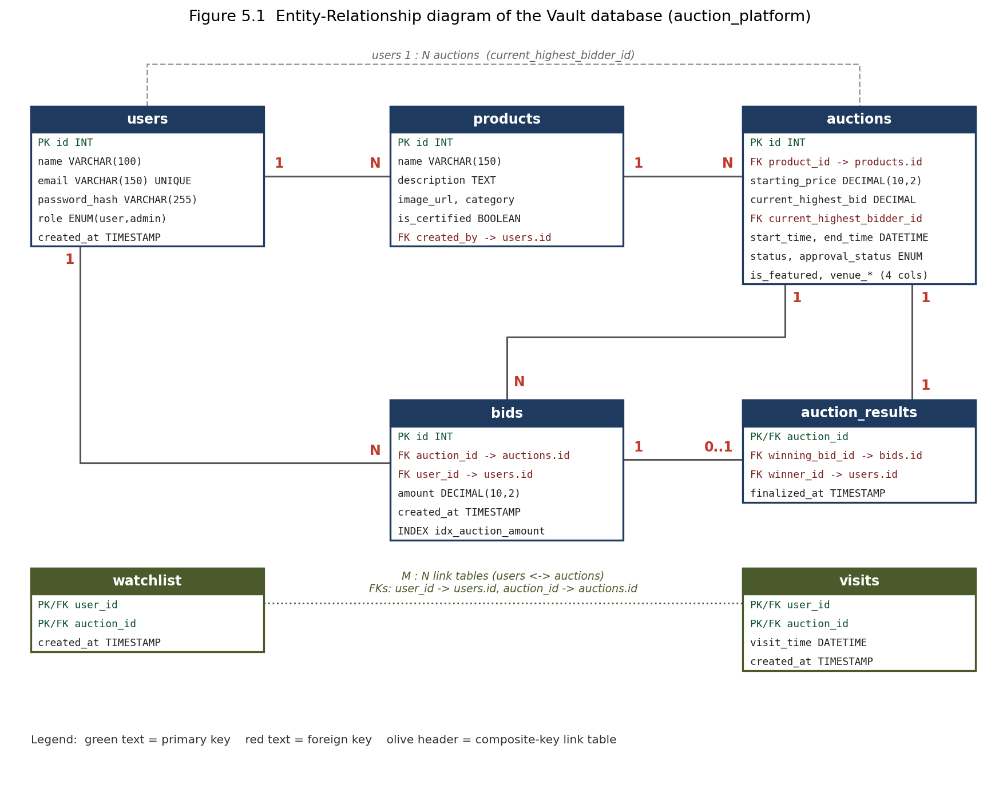 Figure 5.1  Entity-Relationship diagram of the Vault database (auction_platform)
users 1 : N auctions  (current_highest_bidder_id)
users
PK id INT
name VARCHAR(100)
email VARCHAR(150) UNIQUE
password_hash VARCHAR(255)
role ENUM(user,admin)
created_at TIMESTAMP
1
N
products
PK id INT
name VARCHAR(150)
description TEXT
image_url, category
is_certified BOOLEAN
FK created_by -> users.id
1
N
auctions
PK id INT
FK product_id -> products.id
starting_price DECIMAL(10,2)
current_highest_bid DECIMAL
FK current_highest_bidder_id
start_time, end_time DATETIME
status, approval_status ENUM
is_featured, venue_* (4 cols)
1
1
1
N
1
N
bids
PK id INT
FK auction_id -> auctions.id
FK user_id -> users.id
amount DECIMAL(10,2)
created_at TIMESTAMP
INDEX idx_auction_amount
1
0..1
auction_results
PK/FK auction_id
FK winning_bid_id -> bids.id
FK winner_id -> users.id
finalized_at TIMESTAMP
watchlist
PK/FK user_id
PK/FK auction_id
created_at TIMESTAMP
M : N link tables (users <-> auctions)
FKs: user_id -> users.id, auction_id -> auctions.id
visits
PK/FK user_id
PK/FK auction_id
visit_time DATETIME
created_at TIMESTAMP
Legend:  green text = primary key    red text = foreign key    olive header = composite-key link table